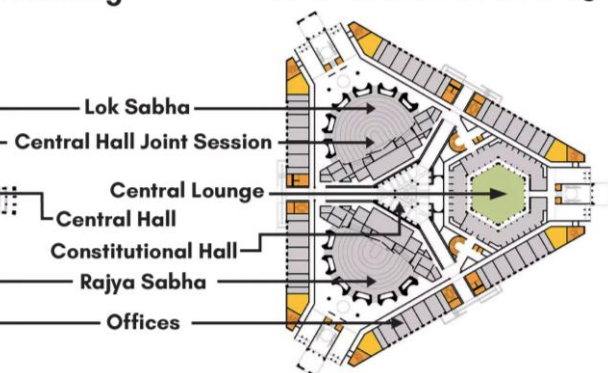 Lok Sabha
Central Hall Joint Session
Central Lounge
Central Hall
Constitutional Hall
Rajya Sabha
Offices